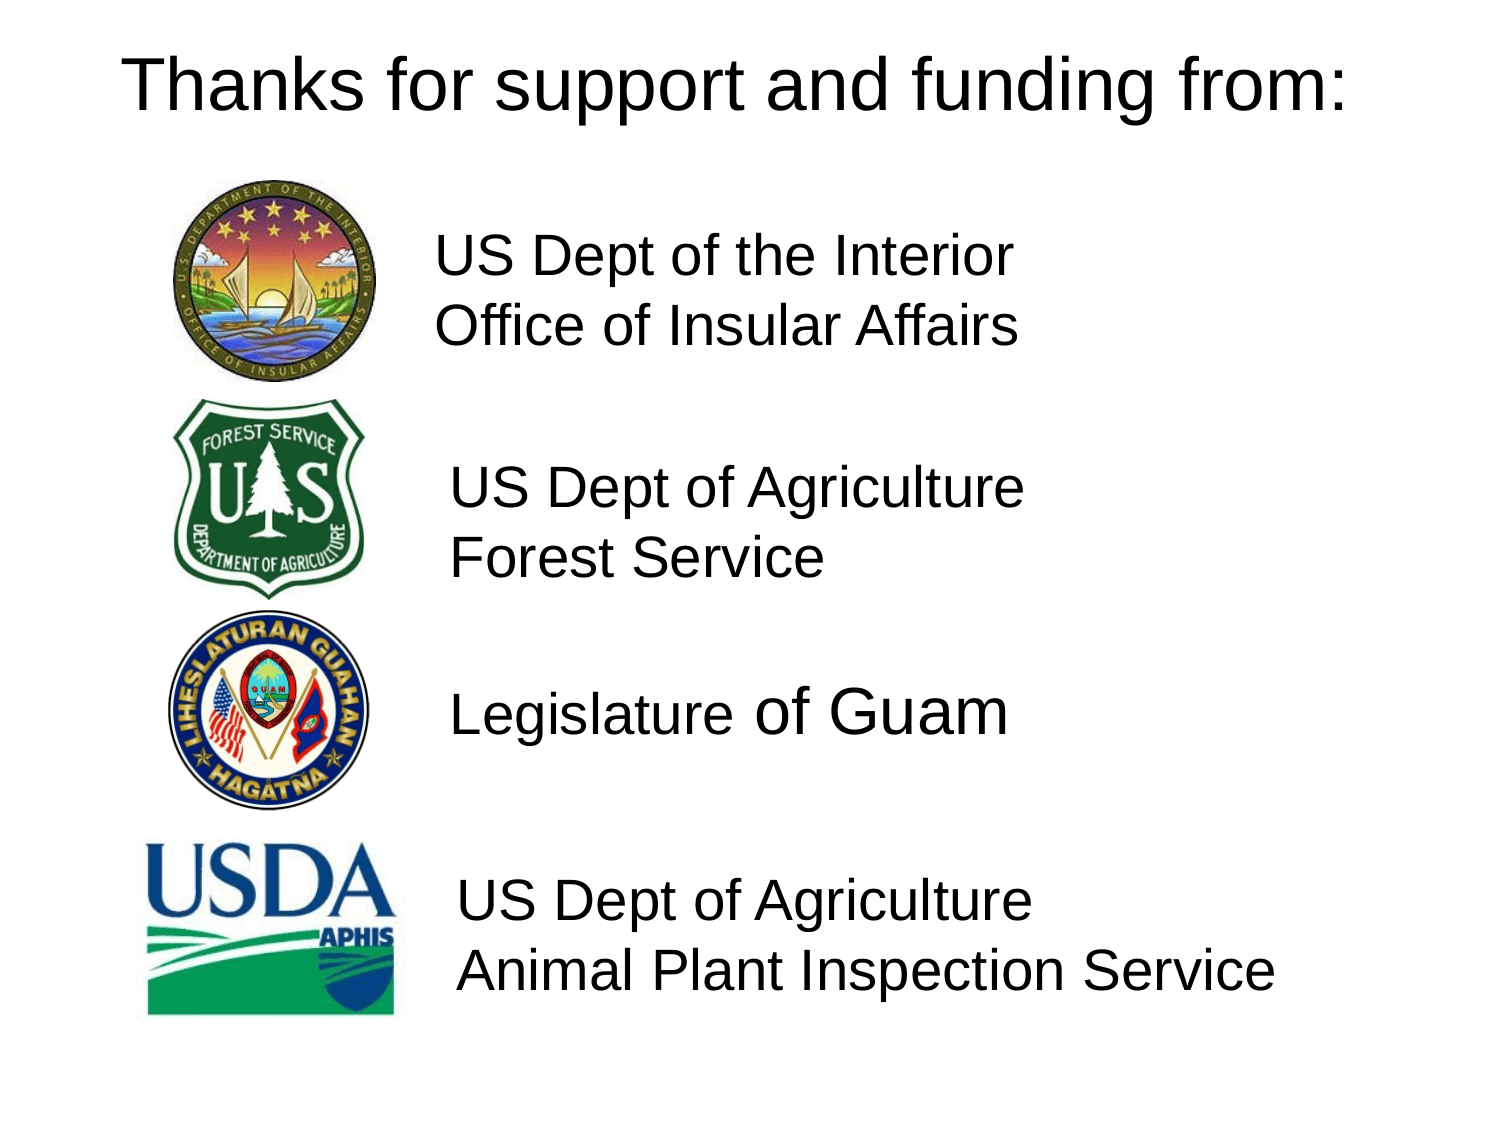 Thanks for support and funding from:
U.S. DEPARTMENT OF THE INTERIOR
• OFFICE OF INSULAR AFFAIRS •
US Dept of the Interior
Office of Insular Affairs
FOREST SERVICE
U S
DEPARTMENT OF AGRICULTURE
US Dept of Agriculture
Forest Service
LIHESLATURAN GUAHAN
GUAM
HAGÅTÑA
Legislature of Guam
USDA
APHIS
US Dept of Agriculture
Animal Plant Inspection Service